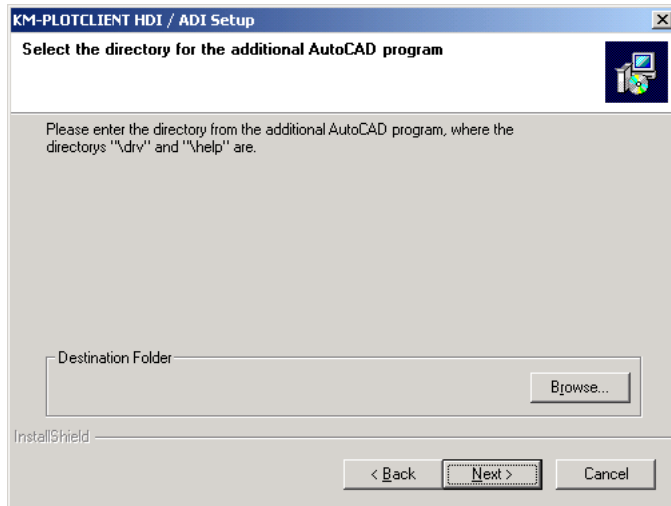 KM-PLOTCLIENT HDI / ADI Setup
Select the directory for the additional AutoCAD program
Please enter the directory from the additional AutoCAD program, where the
directorys "\drv" and "\help" are.
Destination Folder
Browse...
InstallShield
< Back
Next >
Cancel